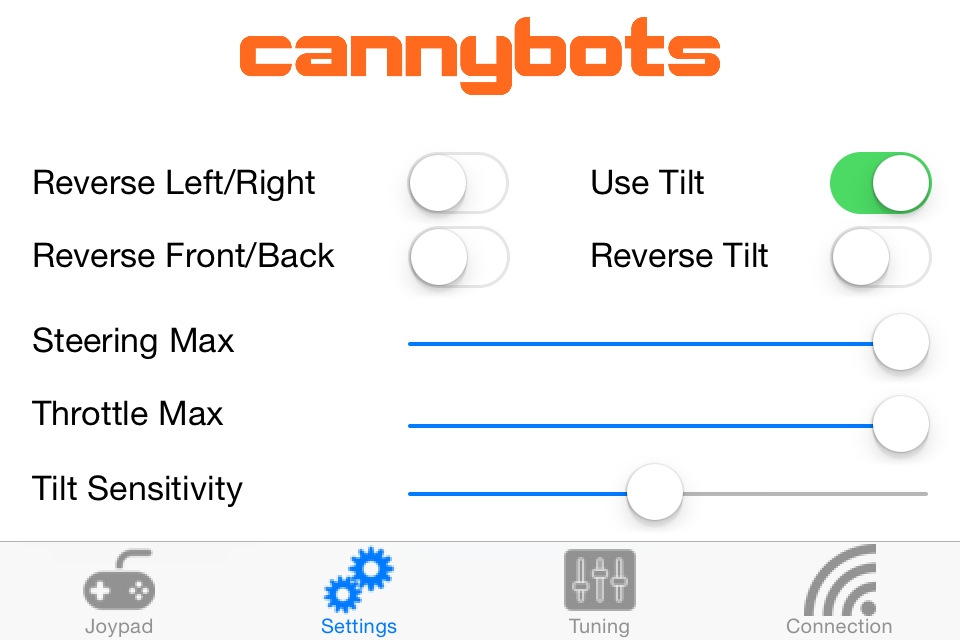 cannybots
Reverse Left/Right
Use Tilt
Reverse Front/Back
Reverse Tilt
Steering Max
Throttle Max
Tilt Sensitivity
Joypad
Settings
Tuning
Connection